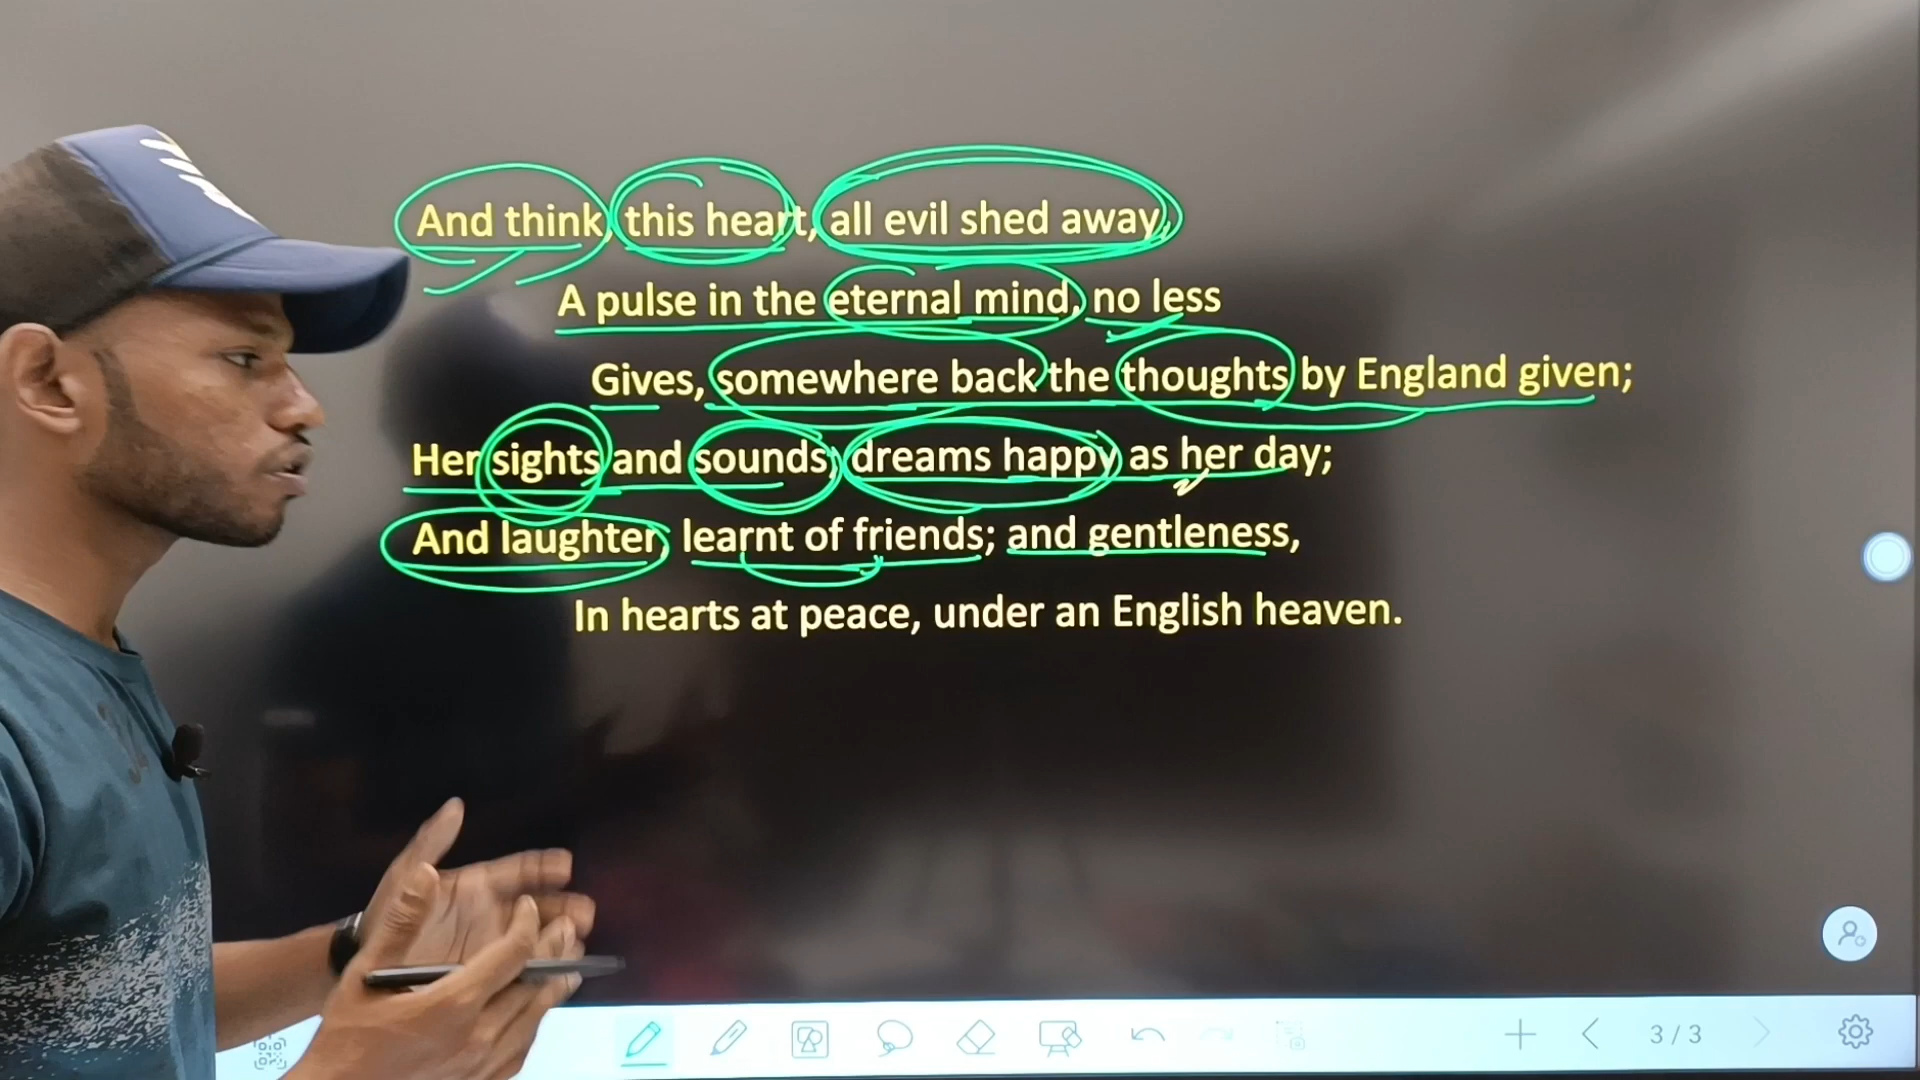 And think, this heart, all evil shed away,
A pulse in the eternal mind, no less
Gives, somewhere back the thoughts by England given;
Her sights and sounds; dreams happy as her day;
And laughter, learnt of friends; and gentleness,
In hearts at peace, under an English heaven.
3 / 3